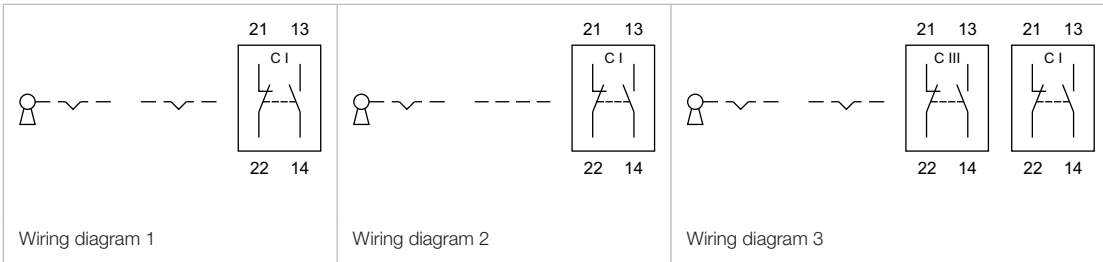 21 13
C I
22 14
Wiring diagram 1
21 13
C I
22 14
Wiring diagram 2
21 13 21 13
C III C I
22 14 22 14
Wiring diagram 3